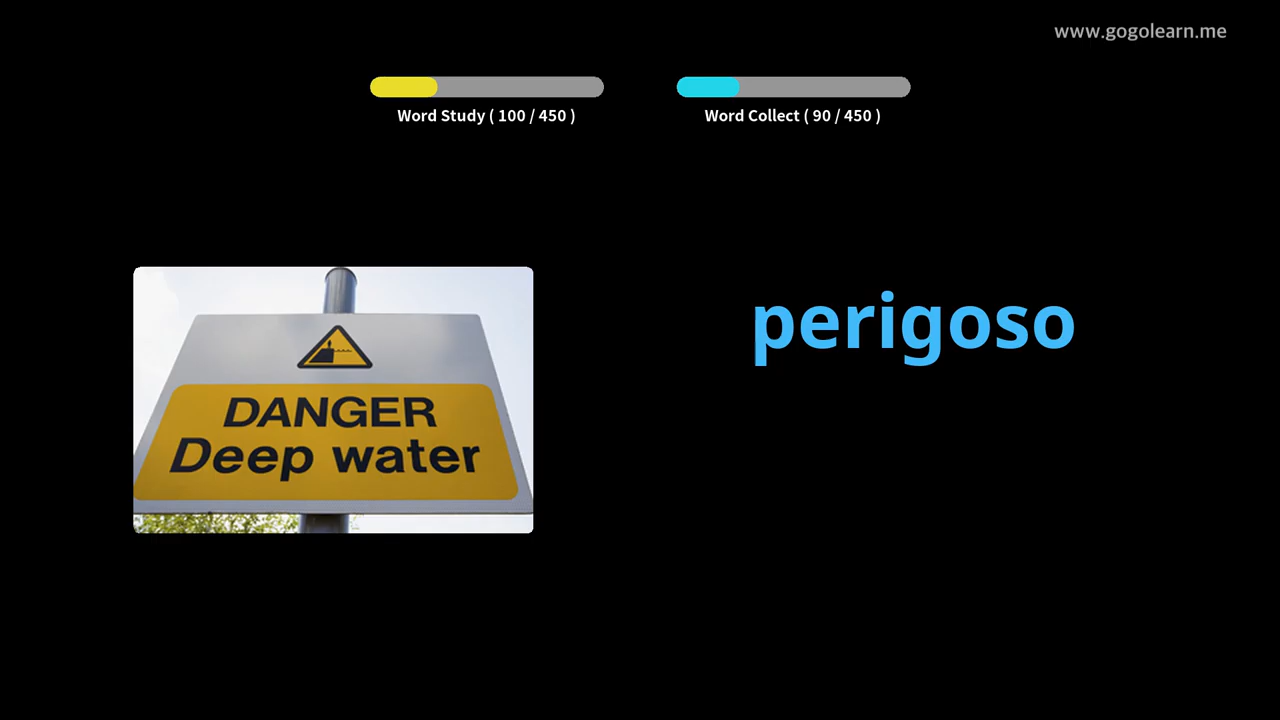 www.gogolearn.me
Word Study ( 100 / 450 )
Word Collect ( 90 / 450 )
DANGER
Deep water
perigoso